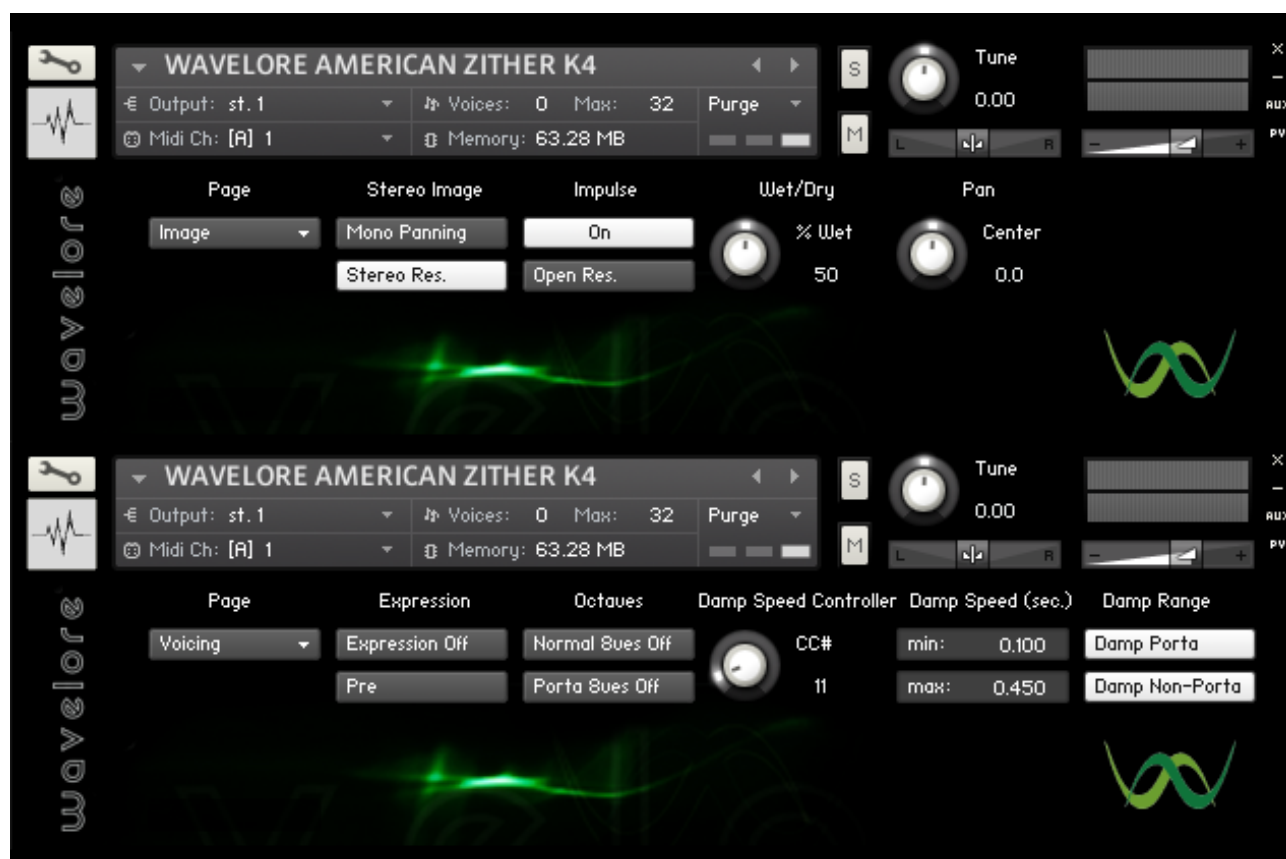 WAVELORE AMERICAN ZITHER K4
S
Tune
×
Output: st. 1 Voices: 0 Max: 32 Purge
0.00
–
AUX
Midi Ch: [A] 1 Memory: 63.28 MB
M
L R
– +
PV
wavelore
Page Stereo Image Impulse Wet/Dry Pan
Image Mono Panning On % Wet Center
Stereo Res. Open Res. 50 0.0
WAVELORE AMERICAN ZITHER K4
S
Tune
×
Output: st. 1 Voices: 0 Max: 32 Purge
0.00
–
AUX
Midi Ch: [A] 1 Memory: 63.28 MB
M
L R
– +
PV
wavelore
Page Expression Octaves Damp Speed Controller Damp Speed (sec.) Damp Range
Voicing Expression Off Normal 8ves Off CC# min: 0.100 Damp Porta
Pre Porta 8ves Off 11 max: 0.450 Damp Non-Porta